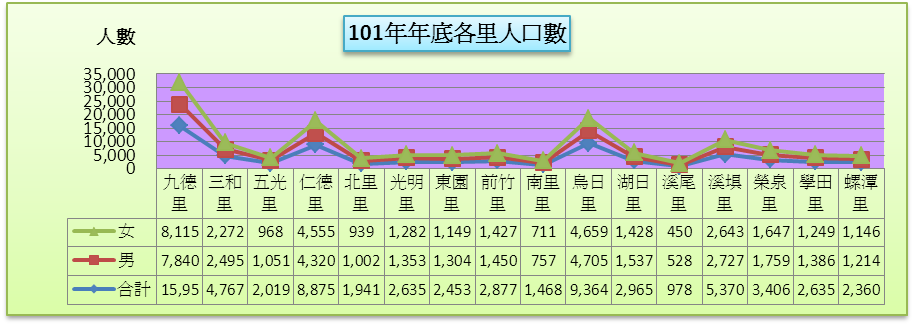 101年年底各里人口數
人數
35,000
30,000
25,000
20,000
15,000
10,000
5,000
0
九德里 三和里 五光里 仁德里 北里里 光明里 東園里 前竹里 南里里 烏日里 湖日里 溪尾里 溪埧里 榮泉里 學田里 螺潭里
女 8,115 2,272 968 4,555 939 1,282 1,149 1,427 711 4,659 1,428 450 2,643 1,647 1,249 1,146
男 7,840 2,495 1,051 4,320 1,002 1,353 1,304 1,450 757 4,705 1,537 528 2,727 1,759 1,386 1,214
合計 15,95 4,767 2,019 8,875 1,941 2,635 2,453 2,877 1,468 9,364 2,965 978 5,370 3,406 2,635 2,360